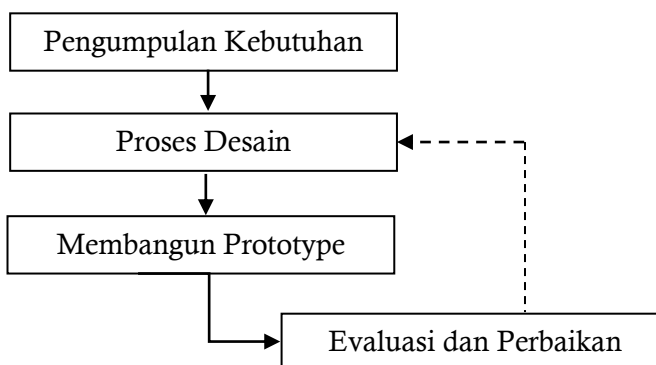 Pengumpulan Kebutuhan
Proses Desain
Membangun Prototype
Evaluasi dan Perbaikan